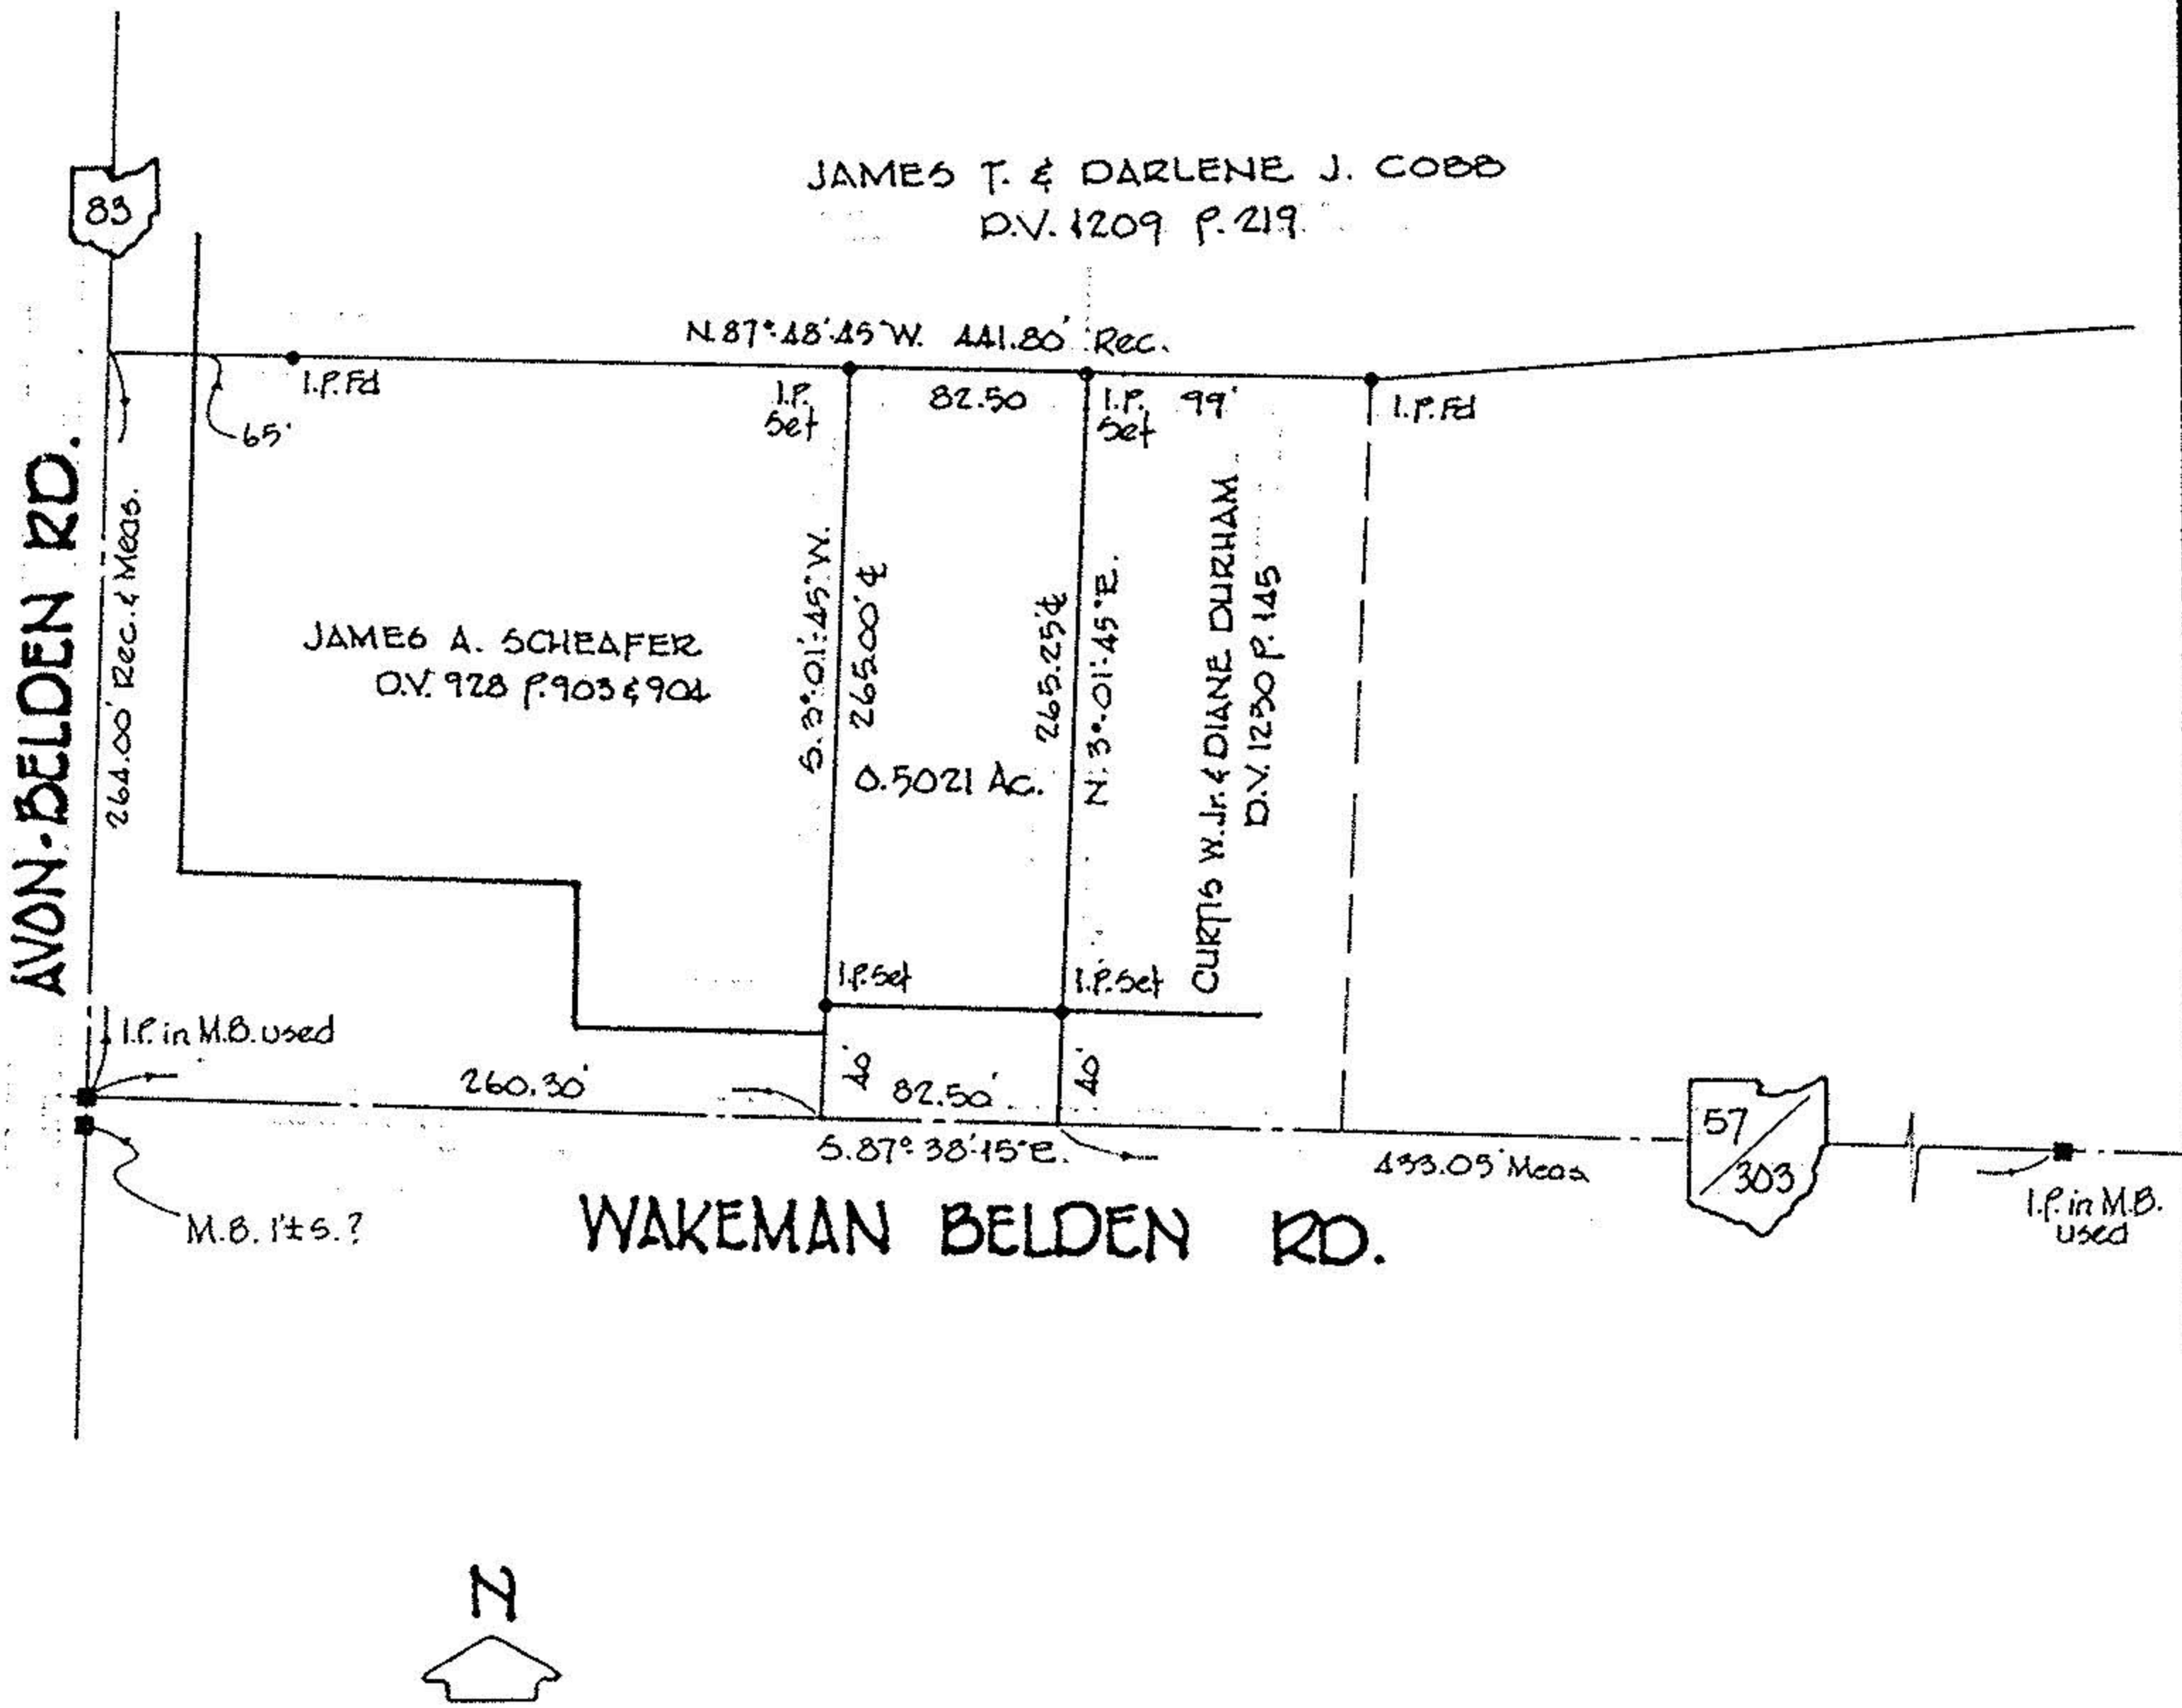 JAMES T. & DARLENE J. COBB
D.V. 1209 P. 219
83
N. 87°-48'-45"W. 441.80' Rec.
I.P. Fd
65'
I.P.
Set
82.50
I.P.
Set
99'
I.P. Fd
AVON-BELDEN RD.
264.00' Rec. & Meas.
JAMES A. SCHEAFER
O.V. 928 P. 903 & 904
S. 3°-01'-45"W.
265.00' ℄
0.5021 Ac.
265.25' ℄
N. 3°-01'-45"E.
CURTIS W. Jr. & DIANE DURHAM
D.V. 1230 P. 145
I.P. Set
I.P. Set
I.P. in M.B. used
260.30'
40'
82.50'
40'
S. 87°-38'-15"E.
433.05' Meas
57
303
I.P. in M.B.
used
M.B. 1'± S. ?
WAKEMAN BELDEN RD.
N